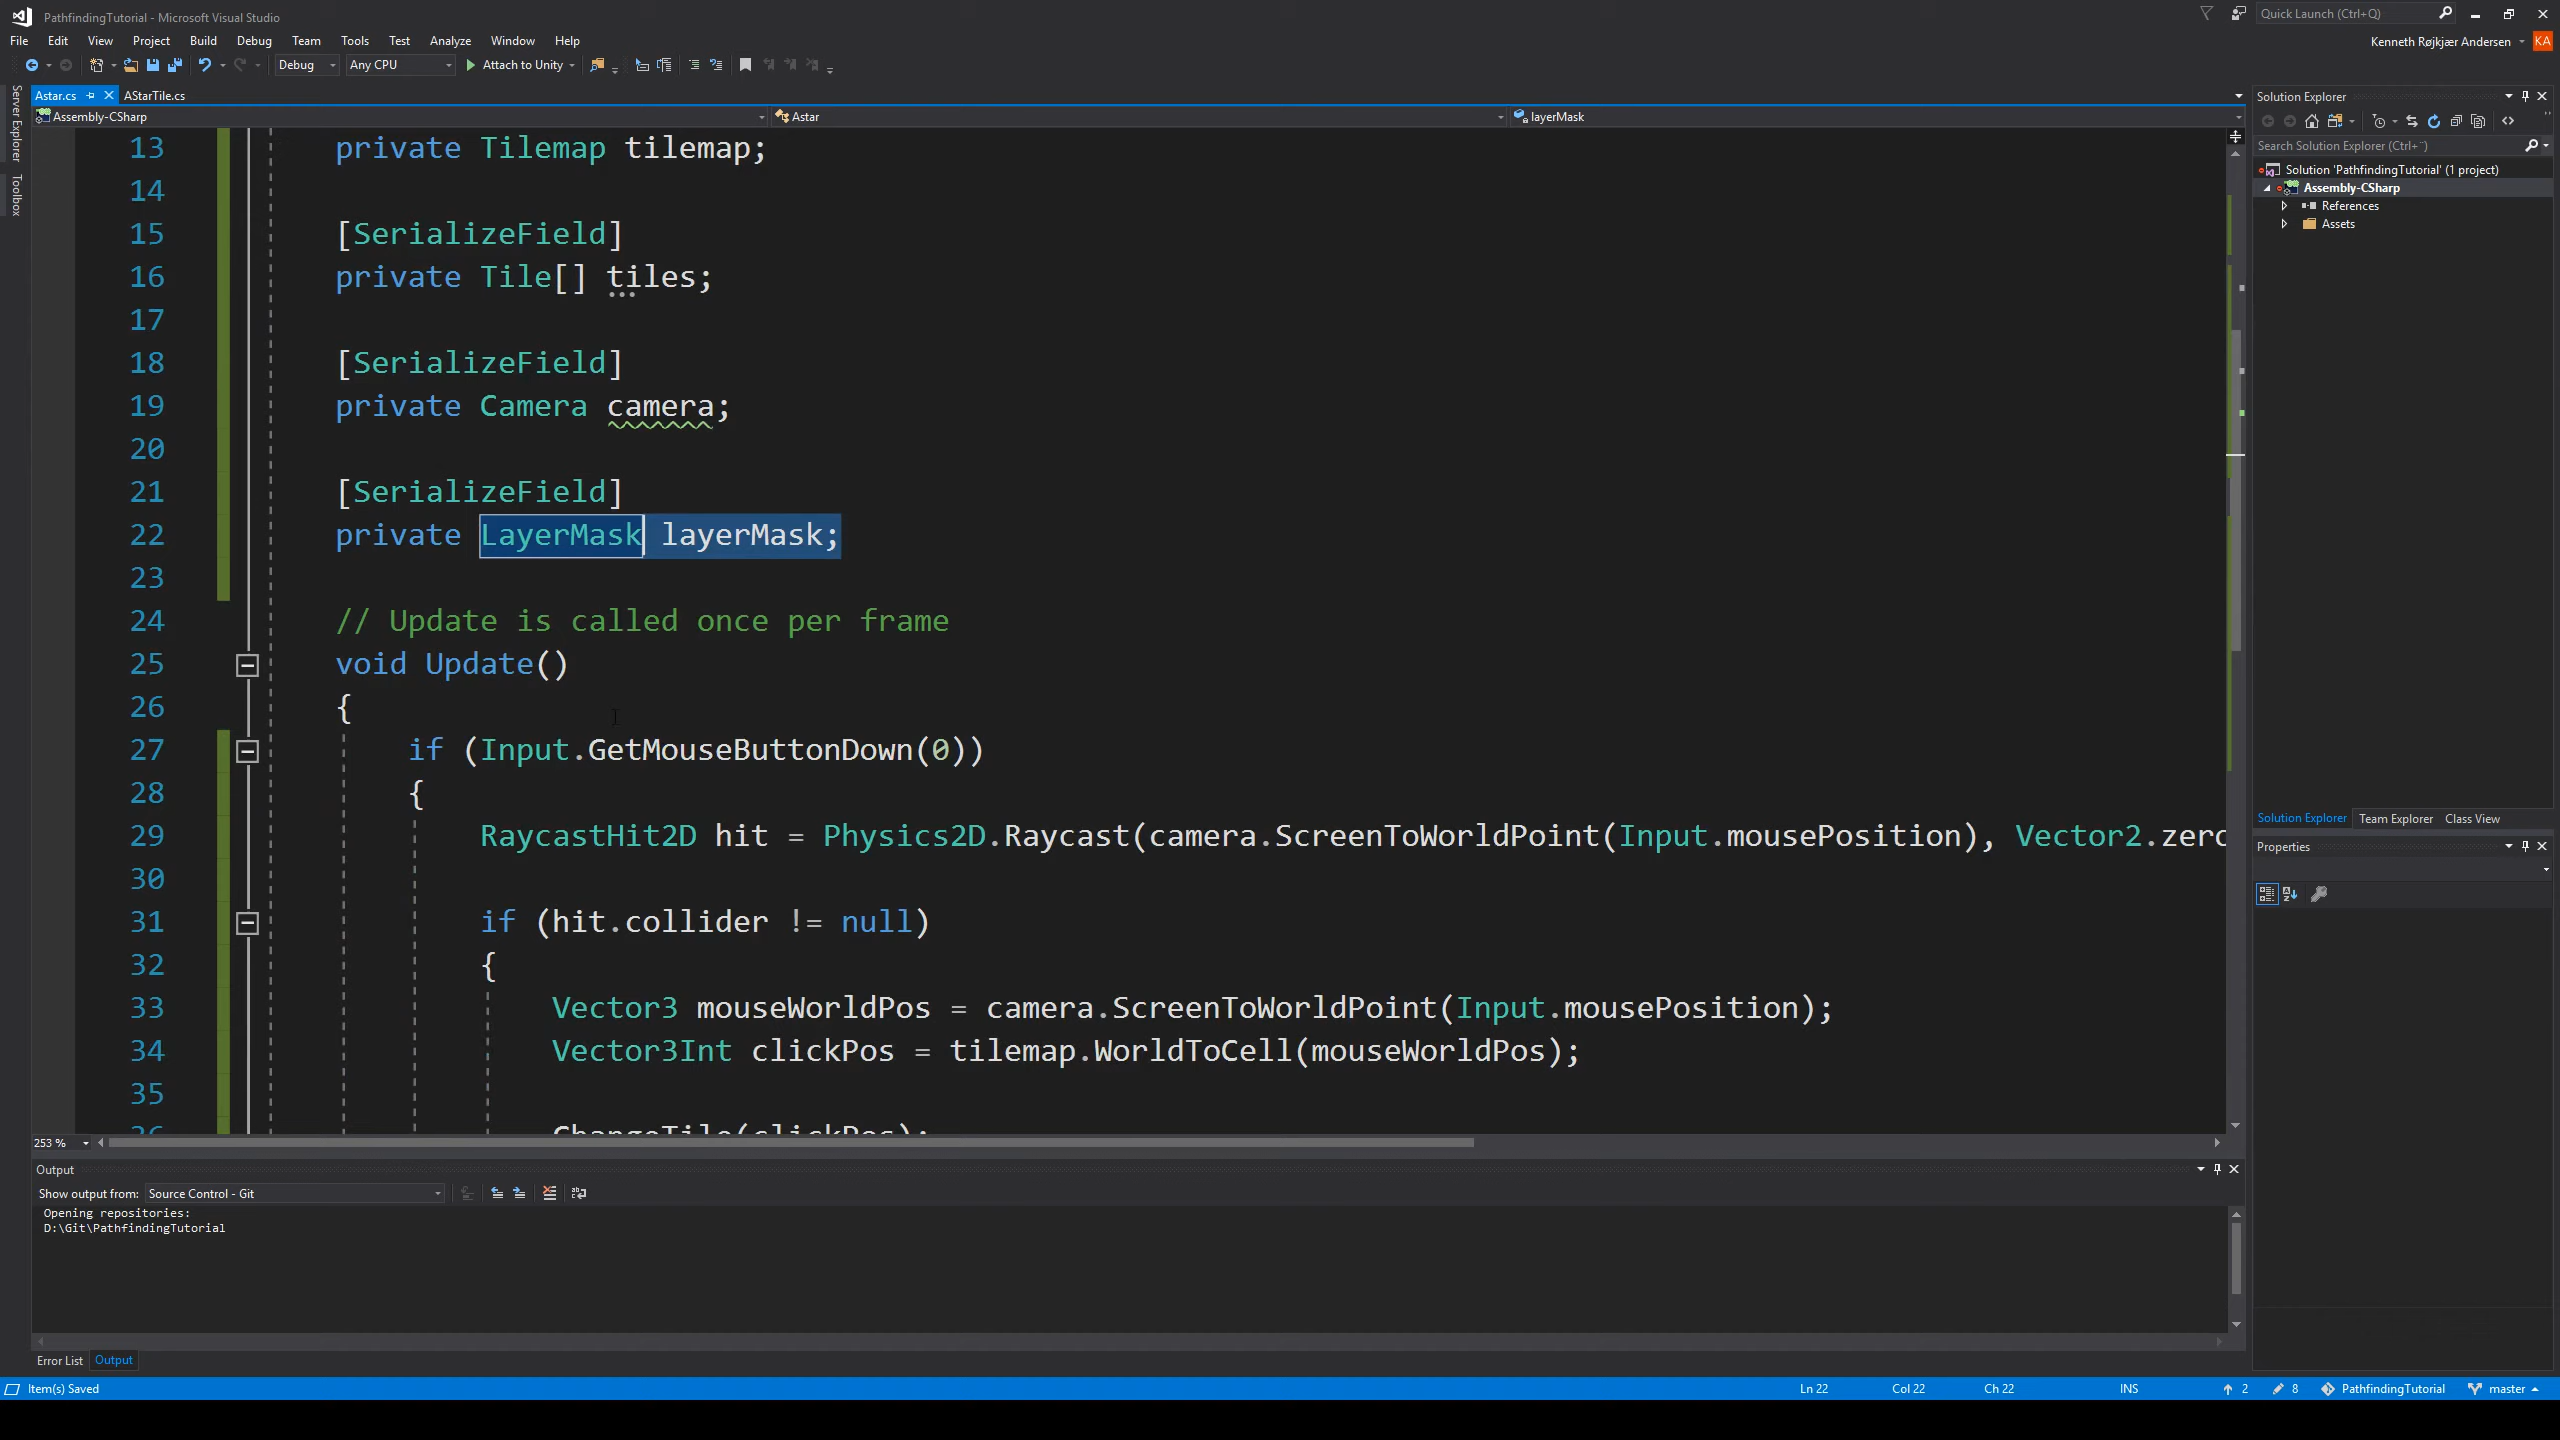 PathfindingTutorial - Microsoft Visual Studio
Quick Launch (Ctrl+Q)
File Edit View Project Build Debug Team Tools Test Analyze Window Help
Kenneth Røjkjær Andersen KA
Debug Any CPU Attach to Unity
Server Explorer
Toolbox
Astar.cs AStarTile.cs
Assembly-CSharp Astar layerMask
13 private Tilemap tilemap;
14
15 [SerializeField]
16 private Tile[] tiles;
17
18 [SerializeField]
19 private Camera camera;
20
21 [SerializeField]
22 private LayerMask layerMask;
23
24 // Update is called once per frame
25 void Update()
26 {
27 if (Input.GetMouseButtonDown(0))
28 {
29 RaycastHit2D hit = Physics2D.Raycast(camera.ScreenToWorldPoint(Input.mousePosition), Vector2.zero
30
31 if (hit.collider != null)
32 {
33 Vector3 mouseWorldPos = camera.ScreenToWorldPoint(Input.mousePosition);
34 Vector3Int clickPos = tilemap.WorldToCell(mouseWorldPos);
35
36 ChangeTile(clickPos);
253 %
Output
Show output from: Source Control - Git
Opening repositories:
D:\Git\PathfindingTutorial
Error List Output
Solution Explorer
Search Solution Explorer (Ctrl+¨)
Solution 'PathfindingTutorial' (1 project)
Assembly-CSharp
References
Assets
Solution Explorer Team Explorer Class View
Properties
Item(s) Saved Ln 22 Col 22 Ch 22 INS 2 8 PathfindingTutorial master